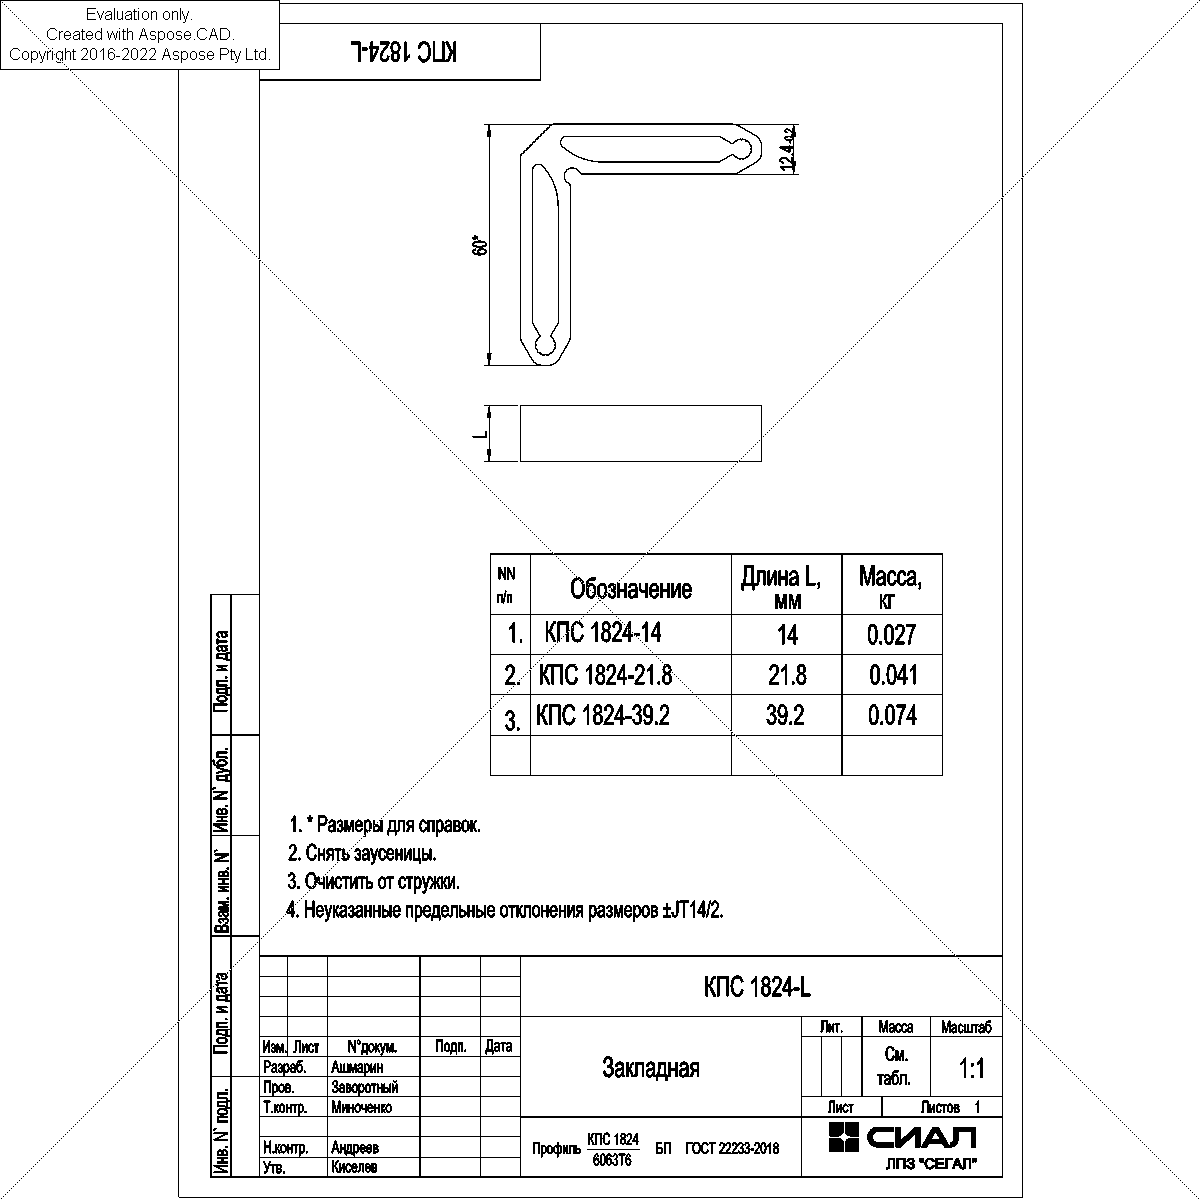 Evaluation only.
Created with Aspose.CAD.
Copyright 2016-2022 Aspose Pty Ltd.
КПС 1824-L
60*
12.4-0.2
L
NN п/п
Обозначение
Длина L, мм
Масса, кг
1. КПС 1824-14 14 0.027
2. КПС 1824-21.8 21.8 0.041
3. КПС 1824-39.2 39.2 0.074
1. * Размеры для справок.
2. Снять заусеницы.
3. Очистить от стружки.
4. Неуказанные предельные отклонения размеров ±JT14/2.
Подп. и дата
Инв. N` дубл.
Взам. инв. N`
Подп. и дата
Инв. N` подл.
КПС 1824-L
Изм. Лист N°докум. Подп. Дата
Разраб. Ашмарин
Пров. Заворотный
Т.контр. Миноченко
Н.контр. Андреев
Утв. Киселев
Закладная
Лит. Масса Масштаб
См. табл.
1:1
Лист Листов 1
Профиль КПС 1824 6063Т6 БП ГОСТ 22233-2018
СИАЛ
ЛПЗ "СЕГАЛ"